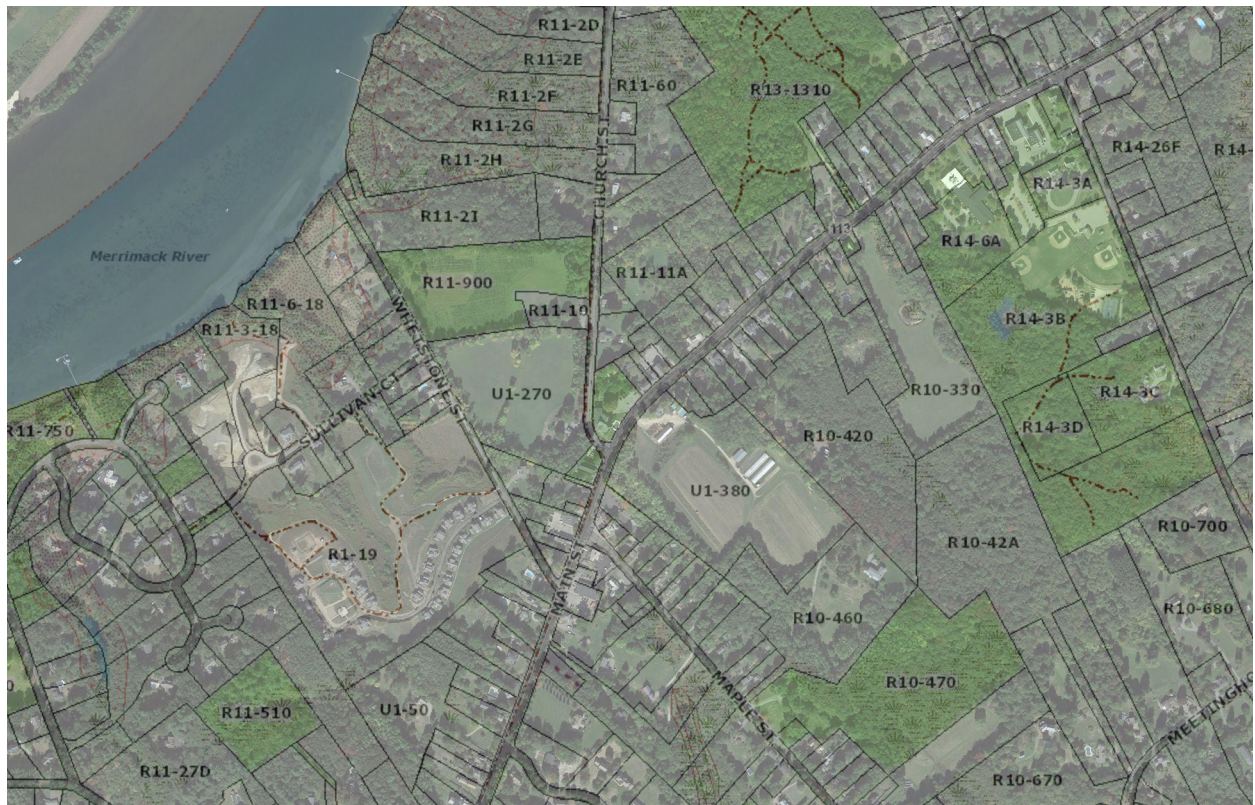 R11-2D
R11-2E
R11-2F
R11-2G
R11-2H
R11-2I
R11-60
CHURCH ST
R13-1310
R14-26F
R14-
R14-3A
R14-6A
113
Merrimack River
R11-900
R11-11A
R11-10
R11-6-18
R11-3-18
WHETSTONE S
R14-3B
U1-270
R10-330
R14-3C
SULLIVAN CT
R11-750
R14-3D
R10-420
U1-380
R10-700
R1-19
R10-42A
MAIN ST
R10-460
R10-680
R10-470
MAPLE ST
MEETINGHO
R11-510
U1-50
R11-27D
R10-670